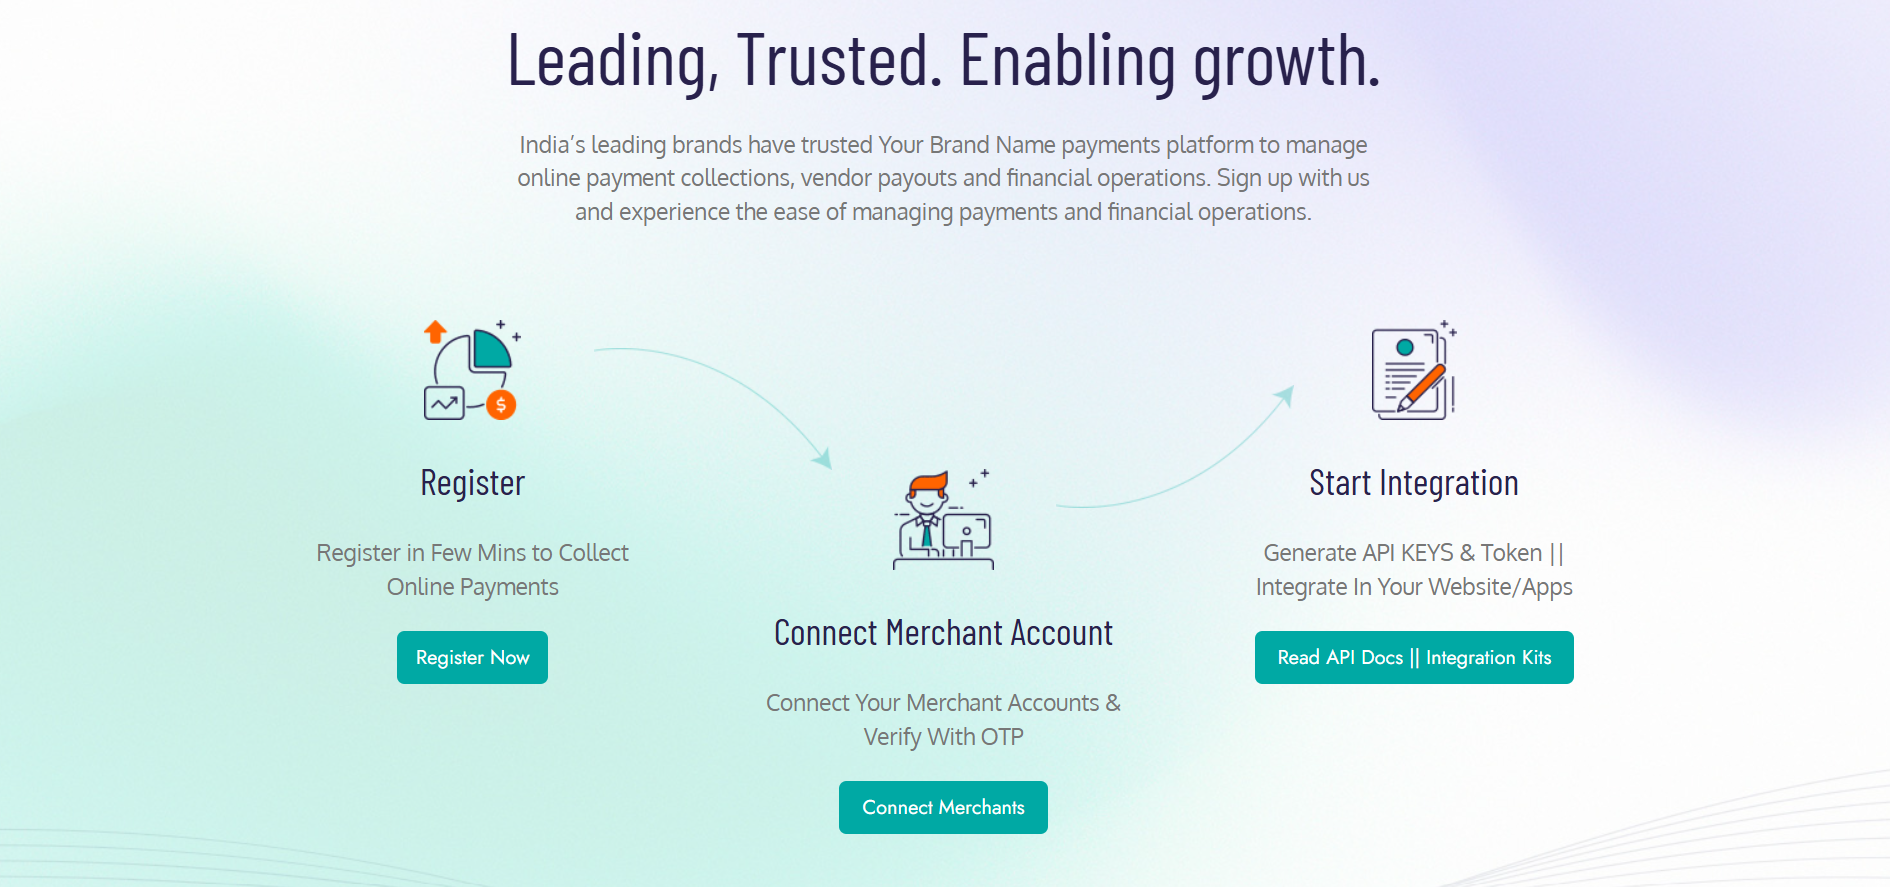 Leading, Trusted. Enabling growth.
India’s leading brands have trusted Your Brand Name payments platform to manage
online payment collections, vendor payouts and financial operations. Sign up with us
and experience the ease of managing payments and financial operations.
$
Register
Register in Few Mins to Collect
Online Payments
Register Now
Connect Merchant Account
Connect Your Merchant Accounts &
Verify With OTP
Connect Merchants
Start Integration
Generate API KEYS & Token ||
Integrate In Your Website/Apps
Read API Docs || Integration Kits